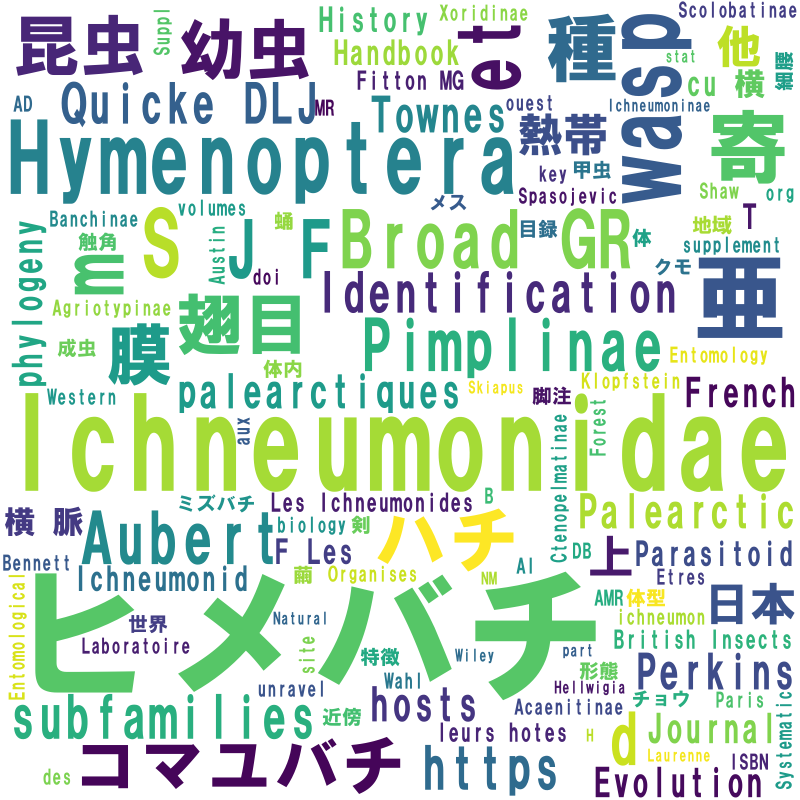 History
Xoridinae
Scolobatinae
昆虫
Suppl
幼虫
Handbook
et
種
wasp
他
stat
細腰
Fitton MG
cu
横
AD
Quicke DLJ
MR
ouest
Ichneumoninae
Townes
熱帯
寄
Hymenoptera
key
甲虫
Spasojevic
Shaw
org
メス
目録
phylogeny
Banchinae
volumes
蛹
触角
S
Austin
J
F
Broad GR
体
地域
T
supplement
m
doi
クモ
Identification
亜
Agriotypinae
翅目
膜
成虫
体内
Pimplinae
Entomology
Western
palearctiques
Skiapus
脚注
Klopfstein
French
Ichneumonidae
aux
Forest
横 脈
ミズバチ
Les Ichneumonides
B
Ctenopelmatinae
Palearctic
Aubert
biology
剣
ハチ
DB
上
Parasitoid
Bennett
F Les
Ichneumonid
繭
Organises
NM
AI
Etres
Entomological
ヒメバチ
AMR
体型
日本
世界
Natural
ichneumon
Laboratoire
site
特徴
Wiley
part
British Insects
形態
Perkins
unravel
Wahl
Hellwigia
チョウ
Paris
Systematic
subfamilies
近傍
hosts
Acaenitinae
leurs hotes
H
d
Journal
Laurenne
ISBN
des
コマユバチ
https
Evolution